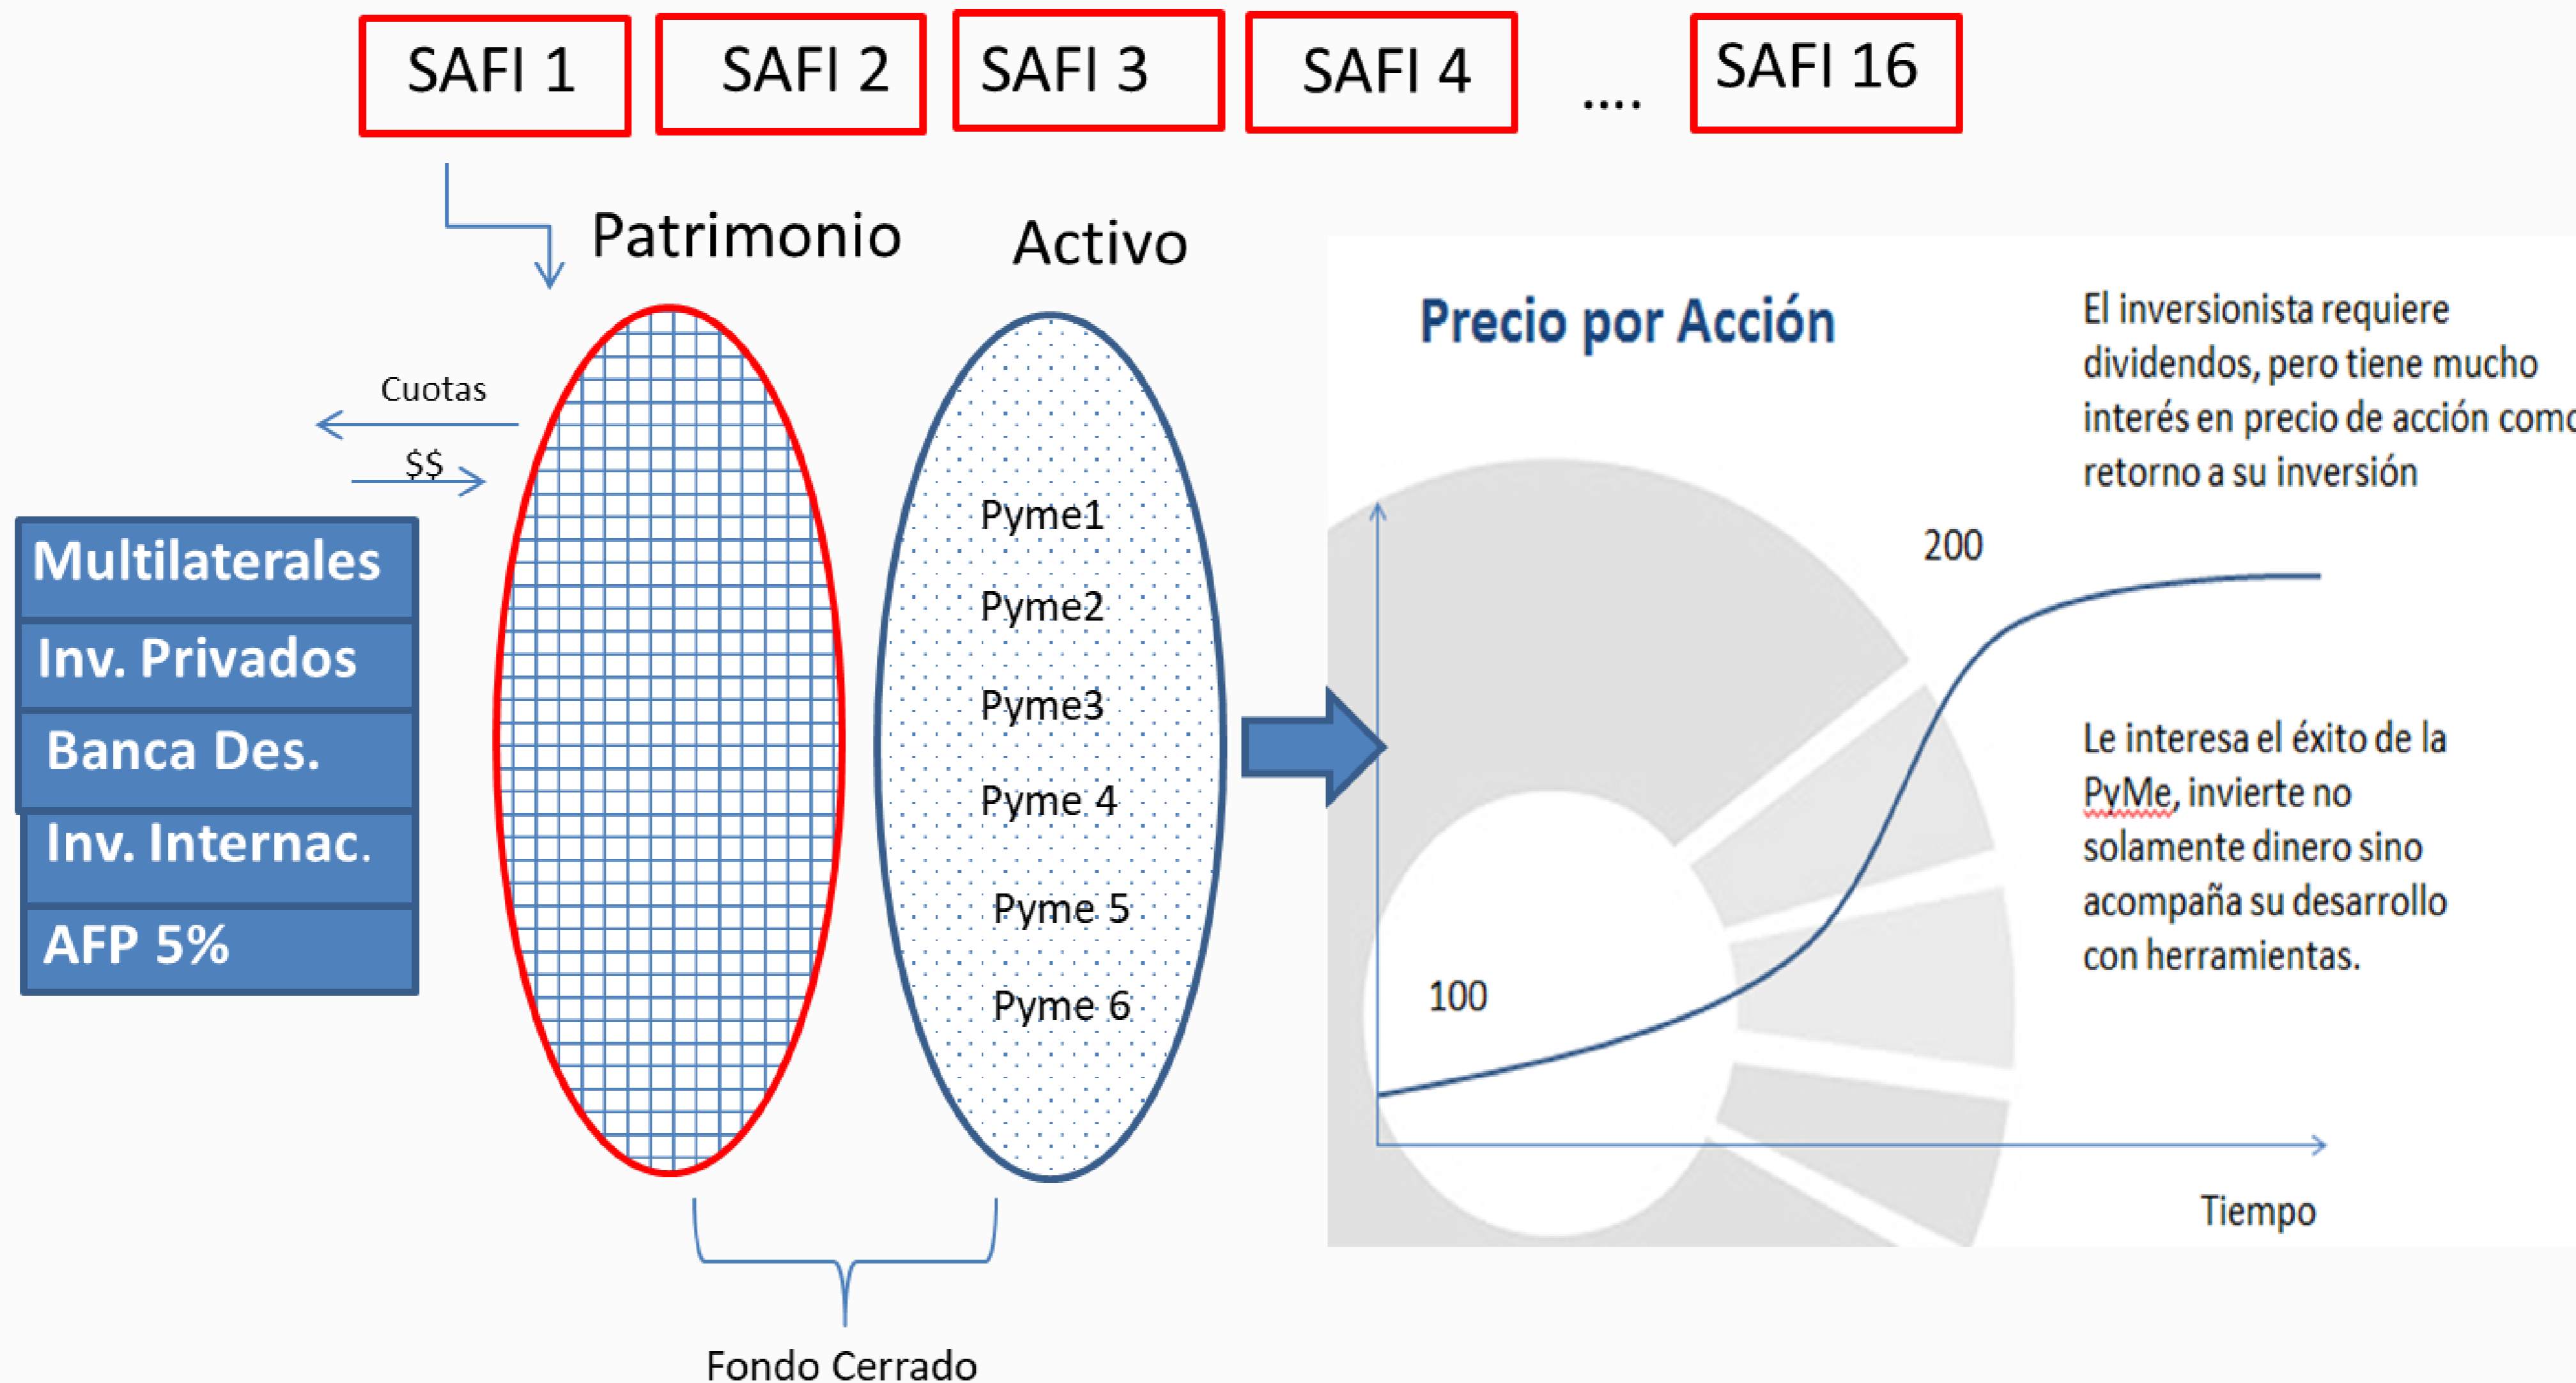 SAFI 1
SAFI 2
SAFI 3
SAFI 4
....
SAFI 16
Patrimonio
Activo
Cuotas
$$
Multilaterales
Inv. Privados
Banca Des.
Inv. Internac.
AFP 5%
Pyme1
Pyme2
Pyme3
Pyme 4
Pyme 5
Pyme 6
Fondo Cerrado
Precio por Acción
200
100
Tiempo
El inversionista requiere
dividendos, pero tiene mucho
interés en precio de acción como
retorno a su inversión
Le interesa el éxito de la
PyMe, invierte no
solamente dinero sino
acompaña su desarrollo
con herramientas.